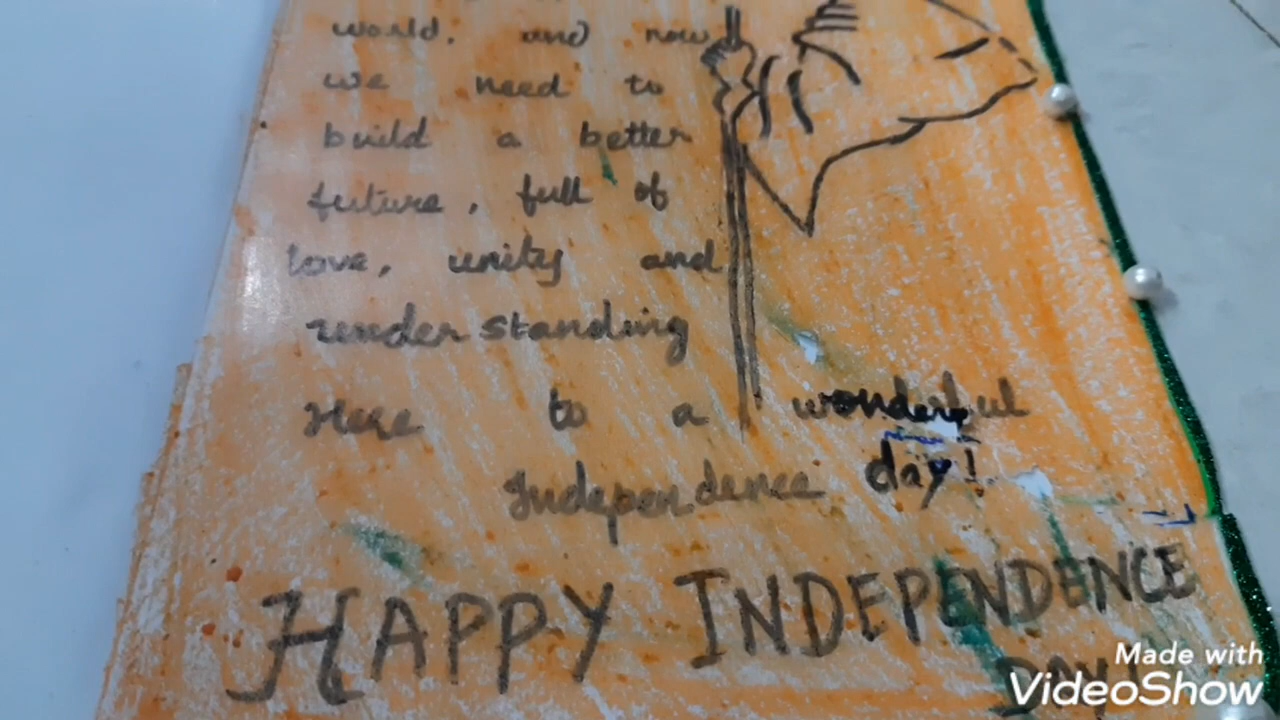 world. and now
we need to
build a better
future, full of
love, unity and
understanding
Here to a wonderful
Independence day!
HAPPY INDEPENDENCE
DAY
Made with
VideoShow